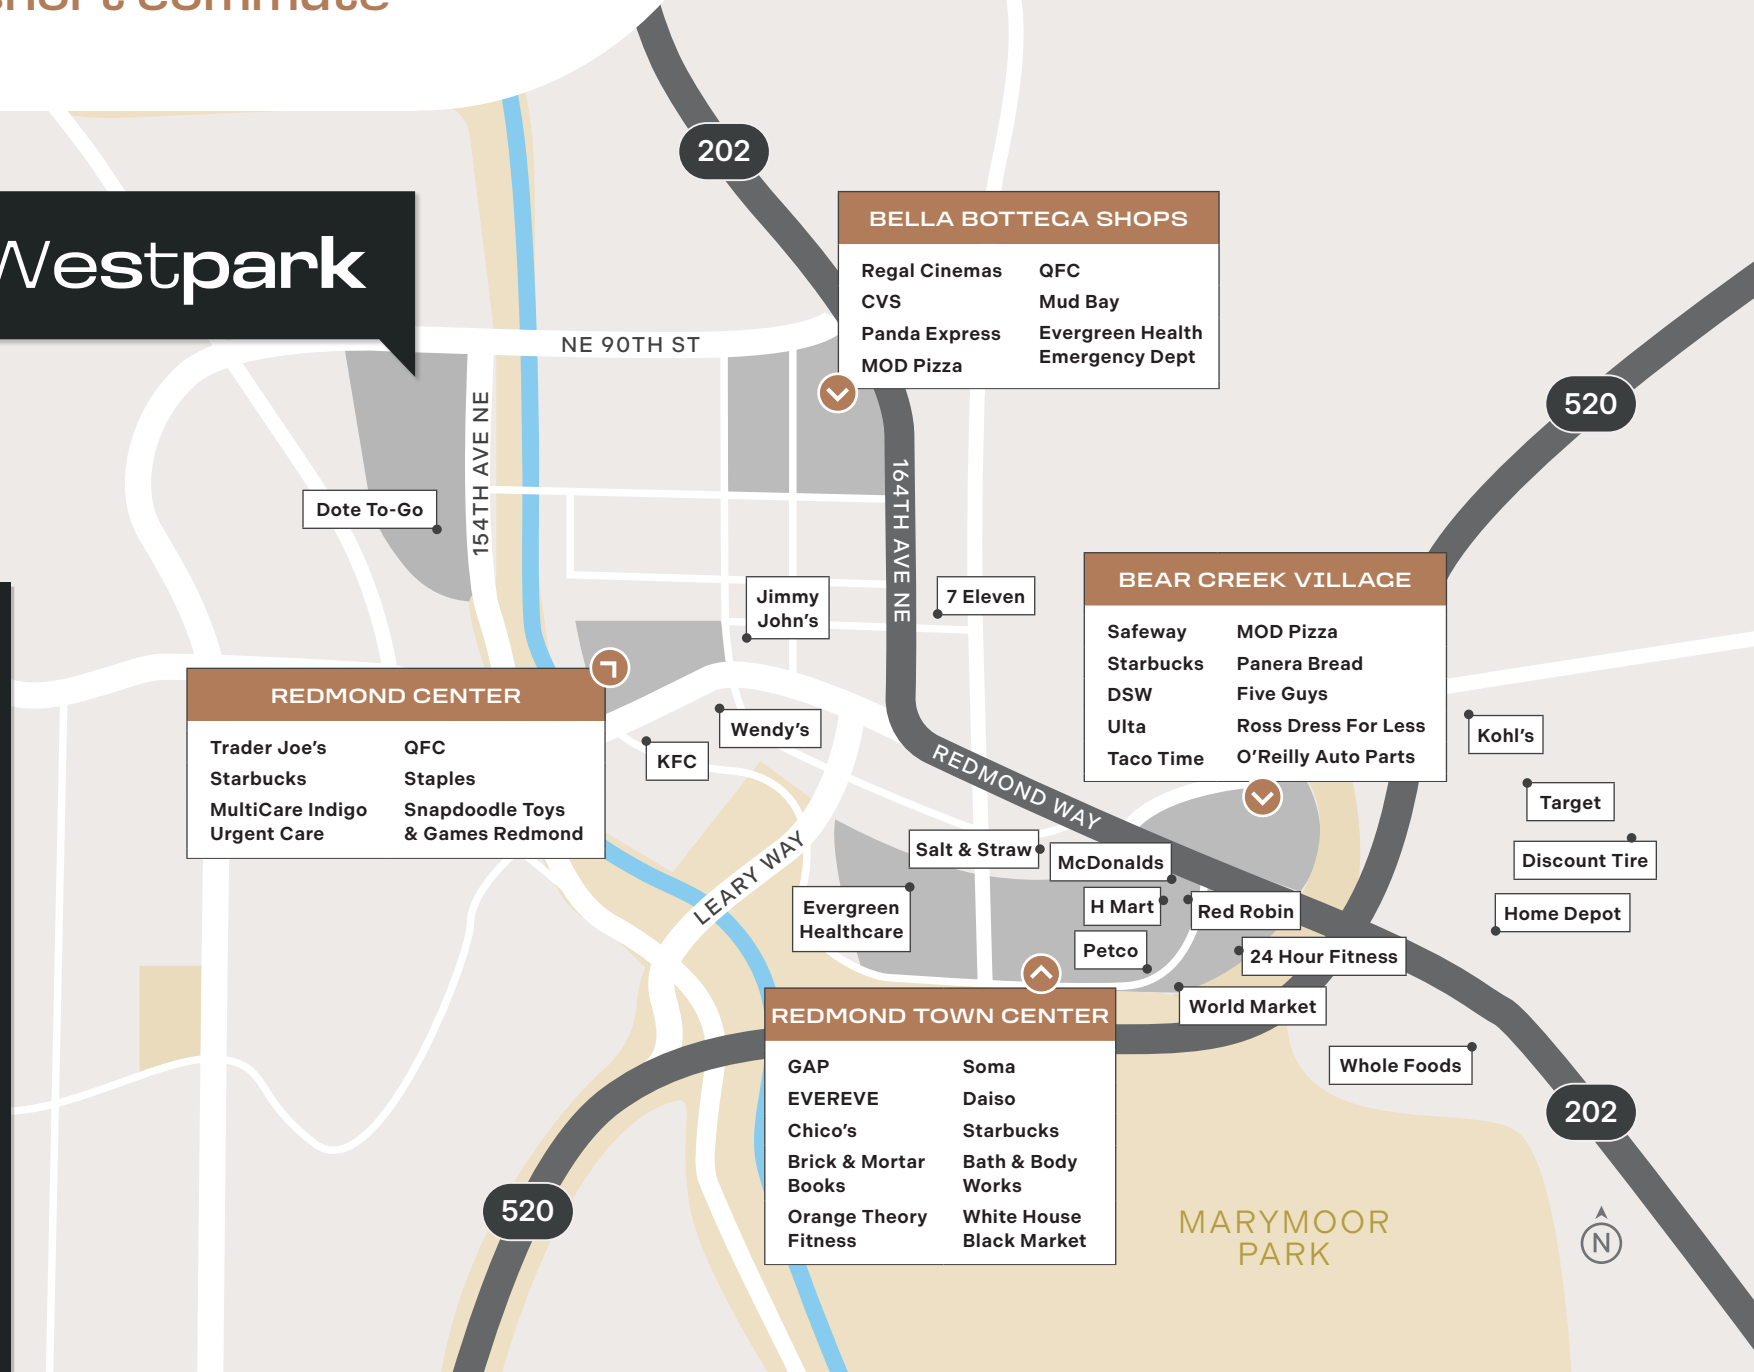 short commute
Westpark
202
BELLA BOTTEGA SHOPS
Regal Cinemas
CVS
Panda Express
MOD Pizza
QFC
Mud Bay
Evergreen Health
Emergency Dept
NE 90TH ST
520
154TH AVE NE
164TH AVE NE
Dote To-Go
Jimmy
John's
7 Eleven
BEAR CREEK VILLAGE
Safeway
Starbucks
DSW
Ulta
Taco Time
MOD Pizza
Panera Bread
Five Guys
Ross Dress For Less
O'Reilly Auto Parts
REDMOND CENTER
Trader Joe's
Starbucks
MultiCare Indigo
Urgent Care
QFC
Staples
Snapdoodle Toys
& Games Redmond
Wendy's
KFC
REDMOND WAY
LEARY WAY
Kohl's
Target
Discount Tire
Home Depot
Salt & Straw
McDonalds
H Mart
Red Robin
Evergreen
Healthcare
Petco
24 Hour Fitness
World Market
Whole Foods
REDMOND TOWN CENTER
GAP
EVEREVE
Chico's
Brick & Mortar
Books
Orange Theory
Fitness
Soma
Daiso
Starbucks
Bath & Body
Works
White House
Black Market
202
520
MARYMOOR
PARK
N